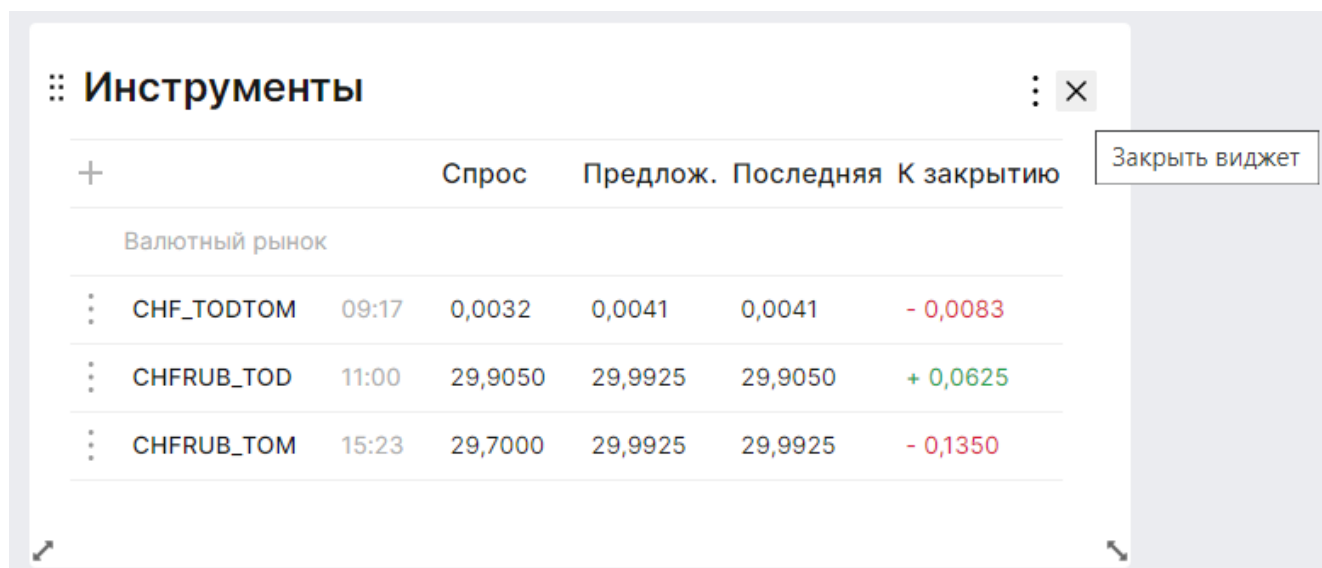 Инструменты
Закрыть виджет
Спрос Предлож. Последняя К закрытию
Валютный рынок
CHF_TODTOM 09:17 0,0032 0,0041 0,0041 - 0,0083
CHFRUB_TOD 11:00 29,9050 29,9925 29,9050 + 0,0625
CHFRUB_TOM 15:23 29,7000 29,9925 29,9925 - 0,1350